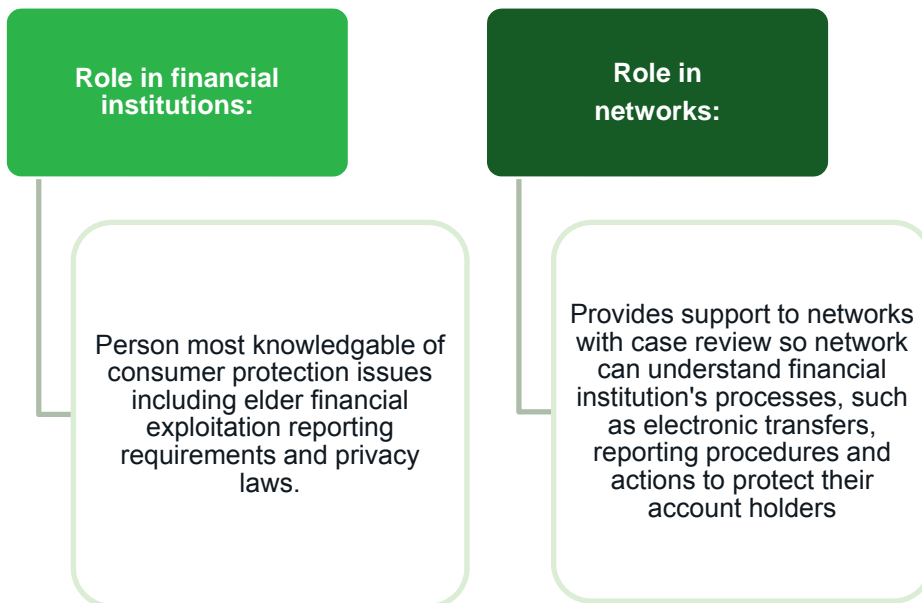 Role in financial
institutions:
Person most knowledgable of
consumer protection issues
including elder financial
exploitation reporting
requirements and privacy
laws.
Role in
networks:
Provides support to networks
with case review so network
can understand financial
institution's processes, such
as electronic transfers,
reporting procedures and
actions to protect their
account holders